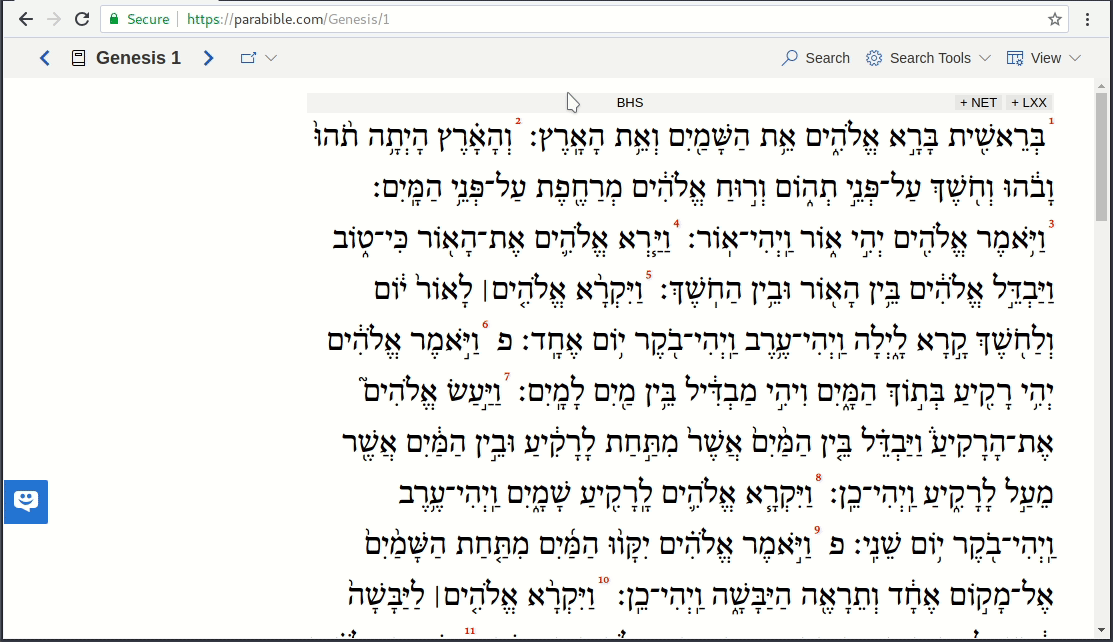 Secure https://parabible.com/Genesis/1
Genesis 1 Search Search Tools View
BHS + NET + LXX
1 בְּרֵאשִׁ֖ית בָּרָ֣א אֱלֹהִ֑ים אֵ֥ת הַשָּׁמַ֖יִם וְאֵ֥ת הָאָֽרֶץ׃ 2 וְהָאָ֗רֶץ הָיְתָ֥ה תֹ֙הוּ֙
וָבֹ֔הוּ וְחֹ֖שֶׁךְ עַל־פְּנֵ֣י תְה֑וֹם וְר֣וּחַ אֱלֹהִ֔ים מְרַחֶ֖פֶת עַל־פְּנֵ֥י הַמָּֽיִם׃
3 וַיֹּ֥אמֶר אֱלֹהִ֖ים יְהִ֣י א֑וֹר וַֽיְהִי־אֽוֹר׃ 4 וַיַּ֧רְא אֱלֹהִ֛ים אֶת־הָא֖וֹר כִּי־ט֑וֹב
וַיַּבְדֵּ֣ל אֱלֹהִ֔ים בֵּ֥ין הָא֖וֹר וּבֵ֥ין הַחֹֽשֶׁךְ׃ 5 וַיִּקְרָ֨א אֱלֹהִ֤ים׀ לָאוֹר֙ י֔וֹם
וְלַחֹ֖שֶׁךְ קָ֣רָא לָ֑יְלָה וַֽיְהִי־עֶ֥רֶב וַֽיְהִי־בֹ֖קֶר י֥וֹם אֶחָֽד׃ פ 6 וַיֹּ֣אמֶר אֱלֹהִ֔ים
יְהִ֥י רָקִ֖יעַ בְּת֣וֹךְ הַמָּ֑יִם וִיהִ֣י מַבְדִּ֔יל בֵּ֥ין מַ֖יִם לָמָֽיִם׃ 7 וַיַּ֣עַשׂ אֱלֹהִים֮
אֶת־הָרָקִיעַ֒ וַיַּבְדֵּ֗ל בֵּ֤ין הַמַּ֙יִם֙ אֲשֶׁר֙ מִתַּ֣חַת לָרָקִ֔יעַ וּבֵ֣ין הַמַּ֔יִם אֲשֶׁ֖ר
מֵעַ֣ל לָרָקִ֑יעַ וַֽיְהִי־כֵֽן׃ 8 וַיִּקְרָ֧א אֱלֹהִ֛ים לָֽרָקִ֖יעַ שָׁמָ֑יִם וַֽיְהִי־עֶ֥רֶב
וַֽיְהִי־בֹ֖קֶר י֥וֹם שֵׁנִֽי׃ פ 9 וַיֹּ֣אמֶר אֱלֹהִ֗ים יִקָּו֨וּ הַמַּ֜יִם מִתַּ֤חַת הַשָּׁמַ֙יִם֙
אֶל־מָק֣וֹם אֶחָ֔ד וְתֵרָאֶ֖ה הַיַּבָּשָׁ֑ה וַֽיְהִי־כֵֽן׃ 10 וַיִּקְרָ֨א אֱלֹהִ֤ים׀ לַיַּבָּשָׁה֙
11